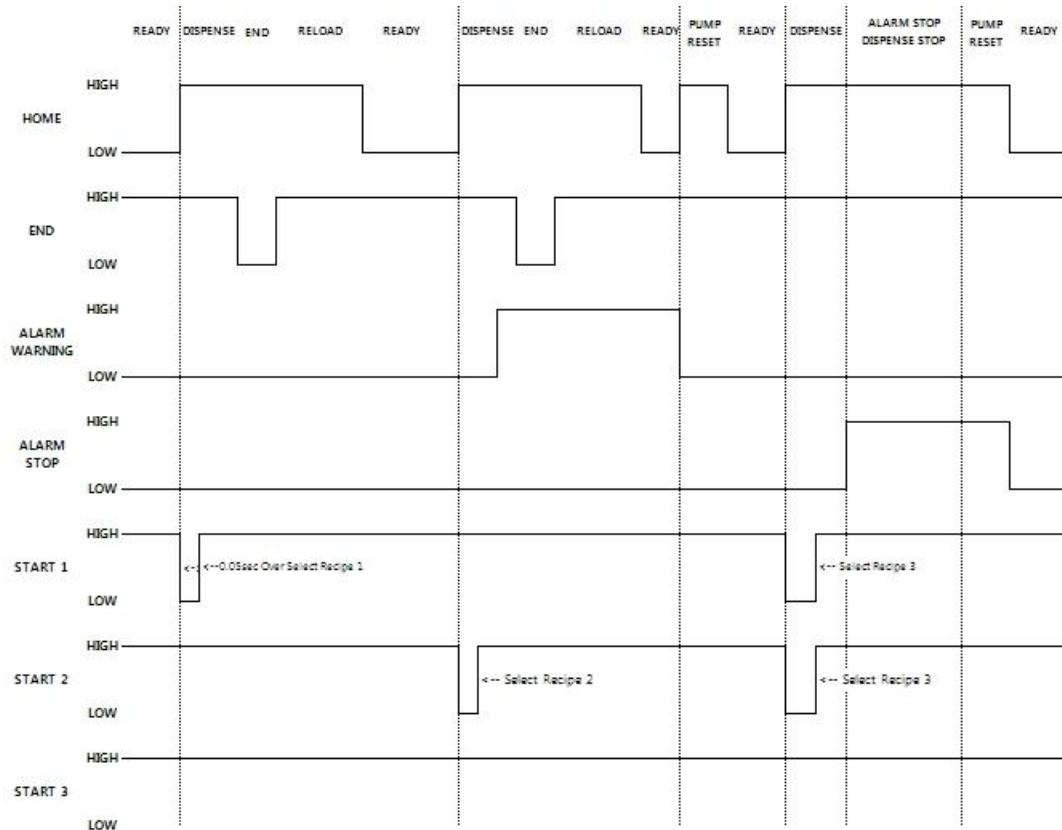 READY DISPENSE END RELOAD READY DISPENSE END RELOAD READY PUMP RESET READY DISPENSE ALARM STOP DISPENSE STOP PUMP RESET READY
HIGH
HOME
LOW
HIGH
END
LOW
HIGH
ALARM
WARNING
LOW
HIGH
ALARM
STOP
LOW
HIGH
START 1 <-- <--0.05sec Over Select Recipe 1 <-- Select Recipe 3
LOW
HIGH
START 2 <-- Select Recipe 2 <-- Select Recipe 3
LOW
HIGH
START 3
LOW